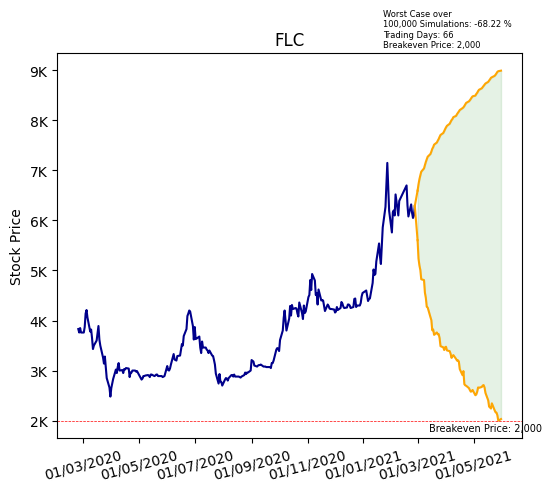 Worst Case over
100,000 Simulations: -68.22 %
Trading Days: 66
Breakeven Price: 2,000
FLC
Stock Price
9K
8K
7K
6K
5K
4K
3K
2K
Breakeven Price: 2,000
01/03/2020 01/05/2020 01/07/2020 01/09/2020 01/11/2020 01/01/2021 01/03/2021 01/05/2021